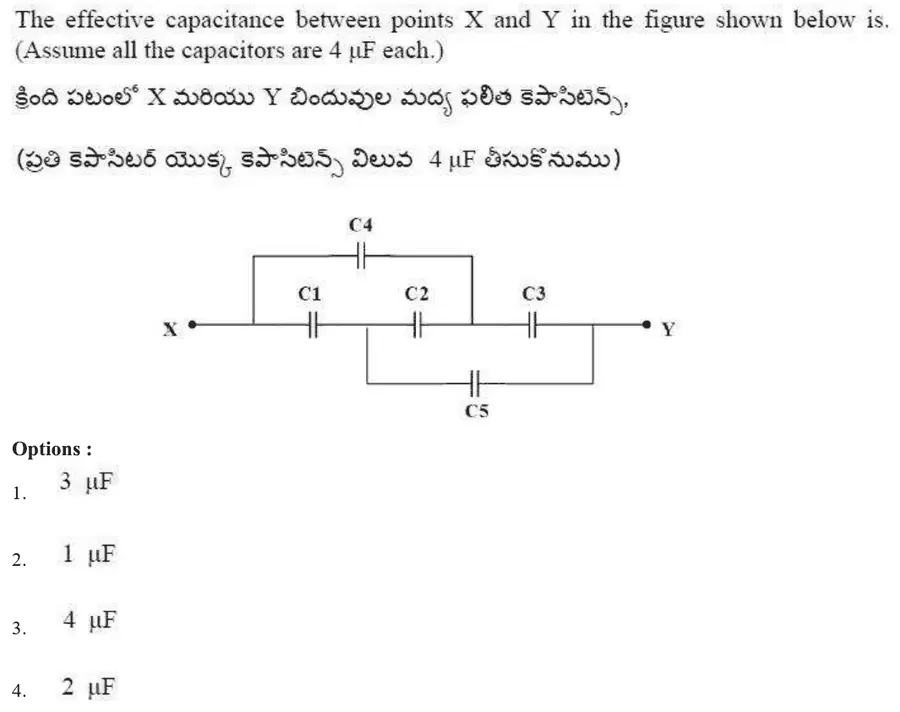 The effective capacitance between points X and Y in the figure shown below is.
(Assume all the capacitors are 4 μF each.)
క్రింది పటంలో X మరియు Y బిందువుల మధ్య ఫలిత కెపాసిటెన్స్,
(ప్రతి కెపాసిటర్ యొక్క కెపాసిటెన్స్ విలువ 4 μF తీసుకొనుము)
C4
C1 C2 C3
X Y
C5
Options :
1. 3 μF
2. 1 μF
3. 4 μF
4. 2 μF